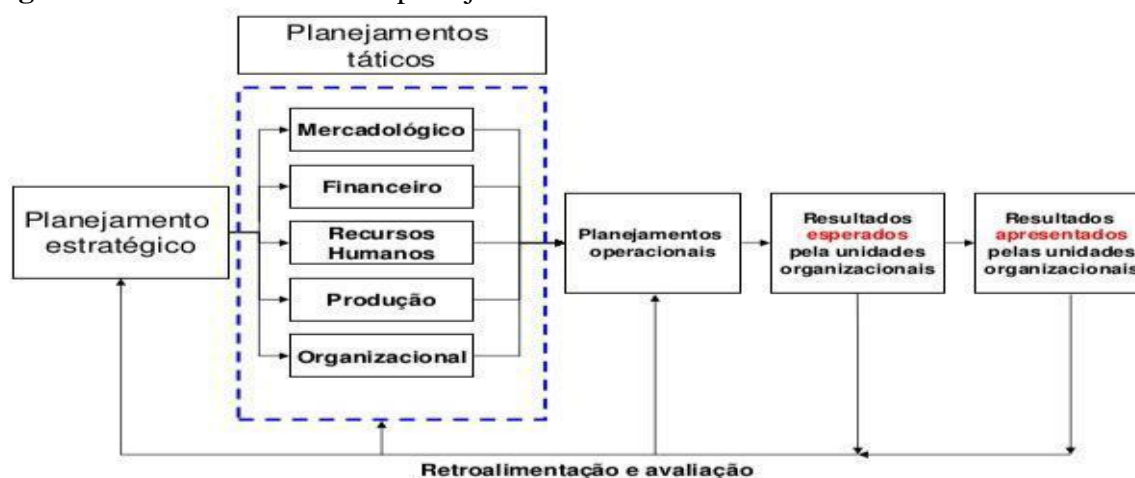 Planejamentos
táticos
Mercadológico
Financeiro
Recursos
Humanos
Produção
Organizacional
Planejamento
estratégico
Planejamentos
operacionais
Resultados
esperados
pela unidades
organizacionais
Resultados
apresentados
pelas unidades
organizacionais
Retroalimentação e avaliação